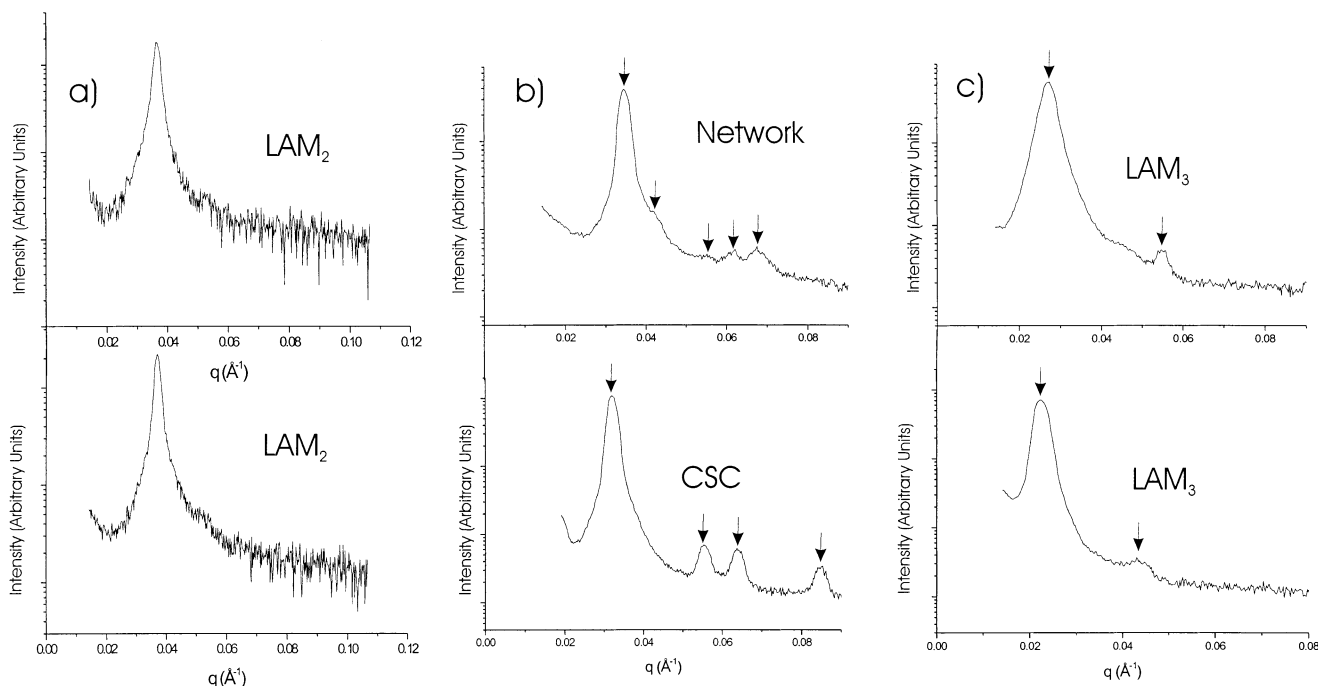 a)
LAM₂
Intensity (Arbitrary Units)
0.02 0.04 0.06 0.08 0.10 0.12
q (Å⁻¹)
LAM₂
Intensity (Arbitrary Units)
0.00 0.02 0.04 0.06 0.08 0.10 0.12
q (Å⁻¹)
b)
Network
Intensity (Arbitrary Units)
0.02 0.04 0.06 0.08
CSC
Intensity (Arbitrary Units)
0.00 0.02 0.04 0.06 0.08
q (Å⁻¹)
c)
LAM₃
Intensity (Arbitrary Units)
0.02 0.04 0.06 0.08
LAM₃
Intensity (Arbitrary Units)
0.00 0.02 0.04 0.06 0.08
q (Å⁻¹)